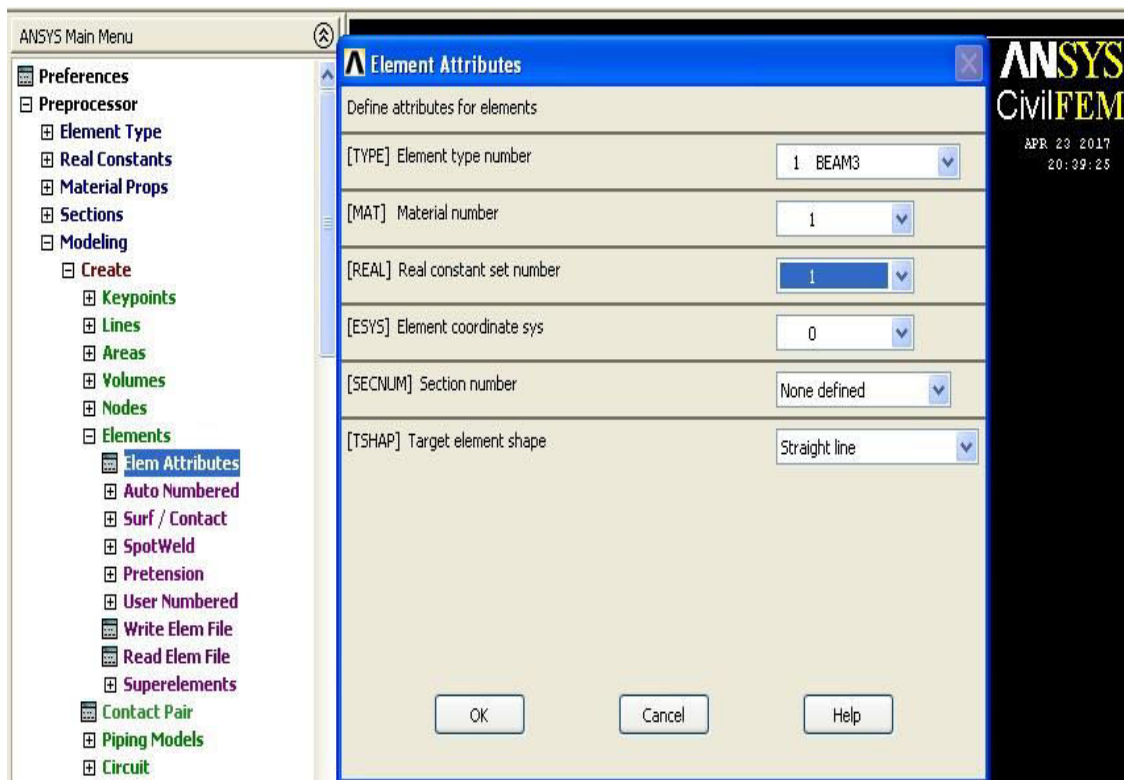 ANSYS Main Menu
Preferences
Preprocessor
Element Type
Real Constants
Material Props
Sections
Modeling
Create
Keypoints
Lines
Areas
Volumes
Nodes
Elements
Elem Attributes
Auto Numbered
Surf / Contact
SpotWeld
Pretension
User Numbered
Write Elem File
Read Elem File
Superelements
Contact Pair
Piping Models
Circuit
Element Attributes
Define attributes for elements
[TYPE] Element type number 1 BEAM3
[MAT] Material number 1
[REAL] Real constant set number 1
[ESYS] Element coordinate sys 0
[SECNUM] Section number None defined
[TSHAP] Target element shape Straight line
OK Cancel Help
ANSYS
CivilFEM
APR 23 2017
20:39:25